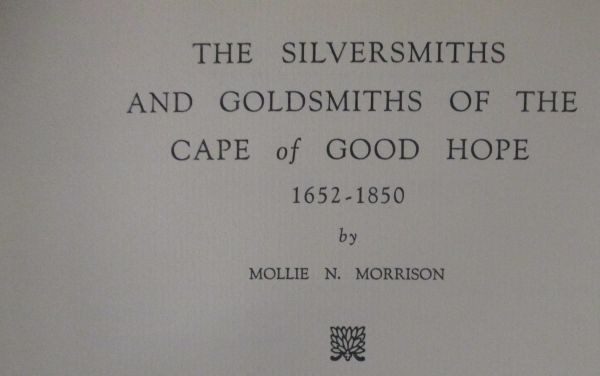 THE SILVERSMITHS
AND GOLDSMITHS OF THE
CAPE of GOOD HOPE
1652-1850
by
MOLLIE N. MORRISON